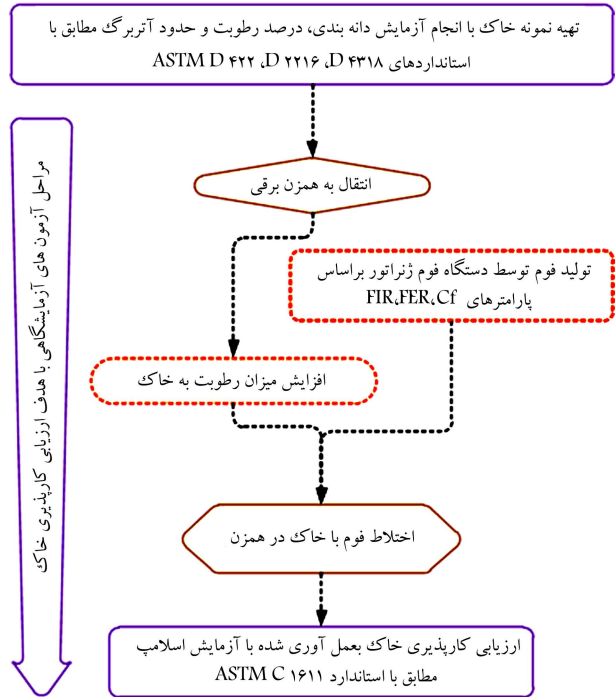 تهیه نمونه خاک با انجام آزمایش دانه بندی، درصد رطوبت و حدود آتربرگ مطابق با
استانداردهای ASTM D ۴۲۲ ،D ۲۲۱۶ ،D ۴۳۱۸
مراحل آزمون های آزمایشگاهی با هدف ارزیابی کارپذیری خاک
انتقال به همزن برقی
تولید فوم توسط دستگاه فوم ژنراتور براساس
پارامترهای FIR،FER،Cf
افزایش میزان رطوبت به خاک
اختلاط فوم با خاک در همزن
ارزیابی کارپذیری خاک بعمل آوری شده با آزمایش اسلامپ
مطابق با استاندارد ASTM C ۱۶۱۱